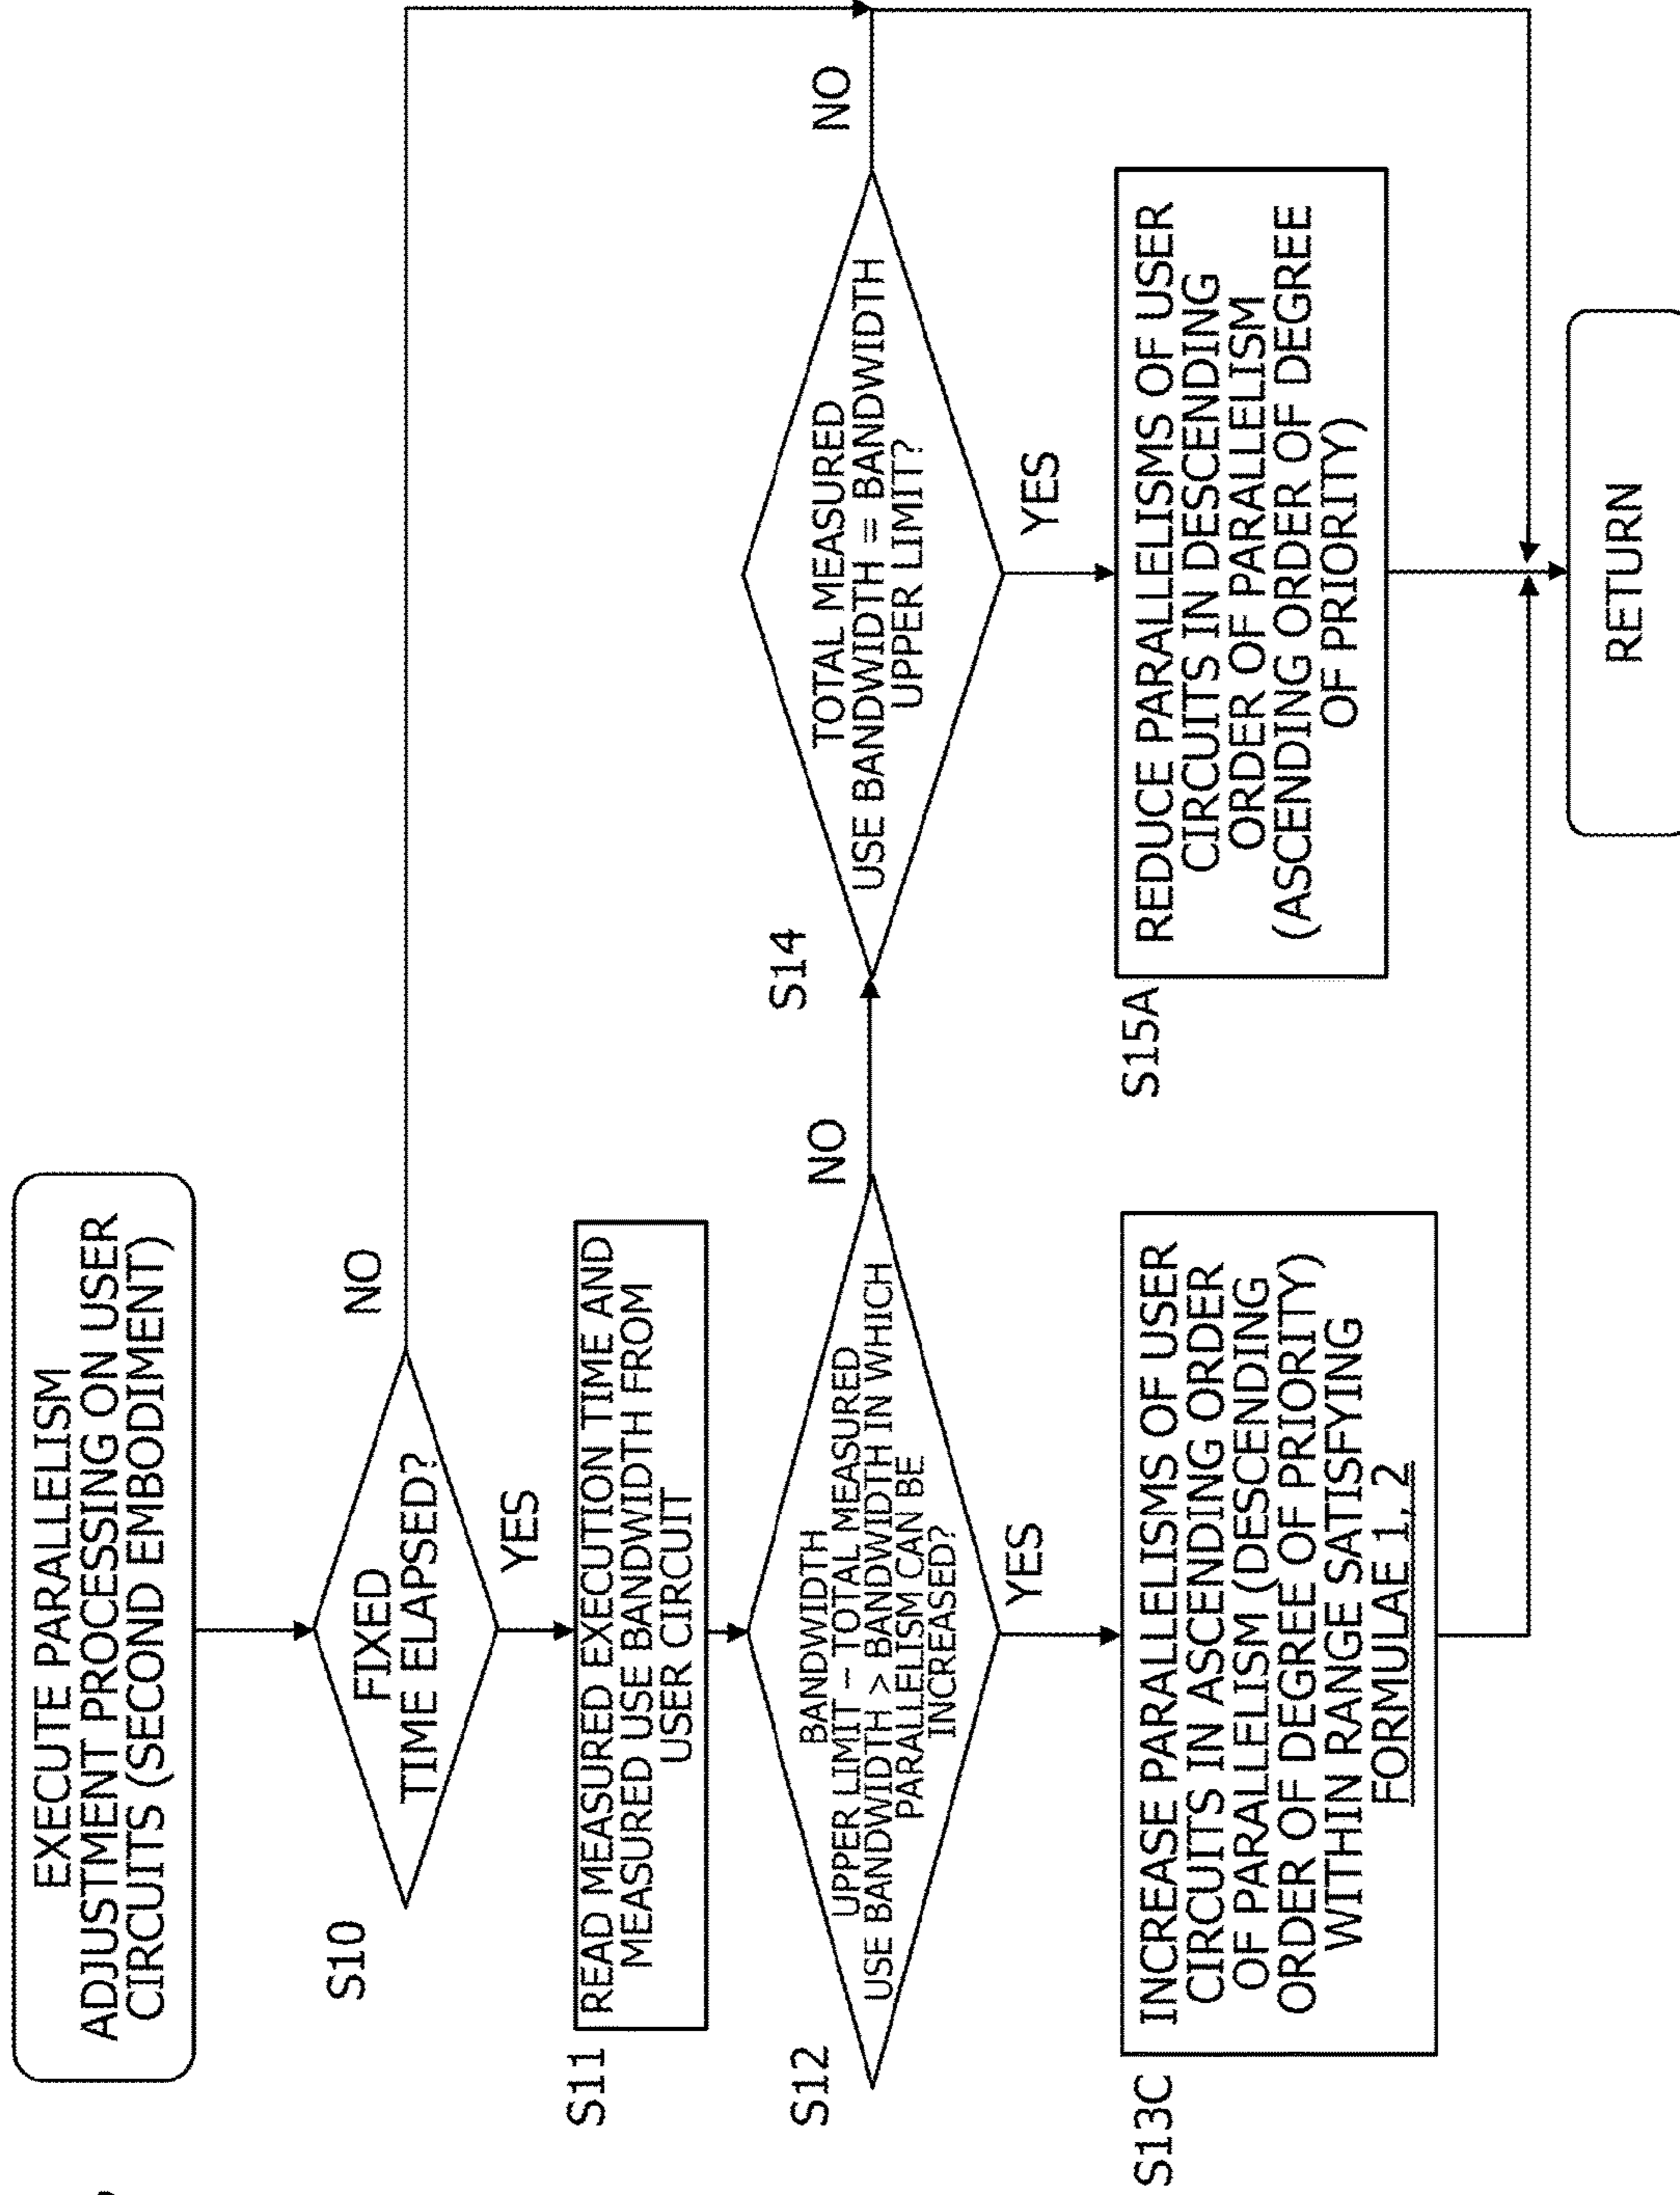 EXECUTE PARALLELISM
ADJUSTMENT PROCESSING ON USER
CIRCUITS (SECOND EMBODIMENT)
S10
FIXED
TIME ELAPSED?
NO
YES
S11
READ MEASURED EXECUTION TIME AND
MEASURED USE BANDWIDTH FROM
USER CIRCUIT
S12
BANDWIDTH
UPPER LIMIT − TOTAL MEASURED
USE BANDWIDTH > BANDWIDTH IN WHICH
PARALLELISM CAN BE
INCREASED?
NO
YES
S14
TOTAL MEASURED
USE BANDWIDTH = BANDWIDTH
UPPER LIMIT?
NO
YES
S13C
INCREASE PARALLELISMS OF USER
CIRCUITS IN ASCENDING ORDER
OF PARALLELISM (DESCENDING
ORDER OF DEGREE OF PRIORITY)
WITHIN RANGE SATISFYING
FORMULAE 1, 2
S15A
REDUCE PARALLELISMS OF USER
CIRCUITS IN DESCENDING
ORDER OF PARALLELISM
(ASCENDING ORDER OF DEGREE
OF PRIORITY)
RETURN